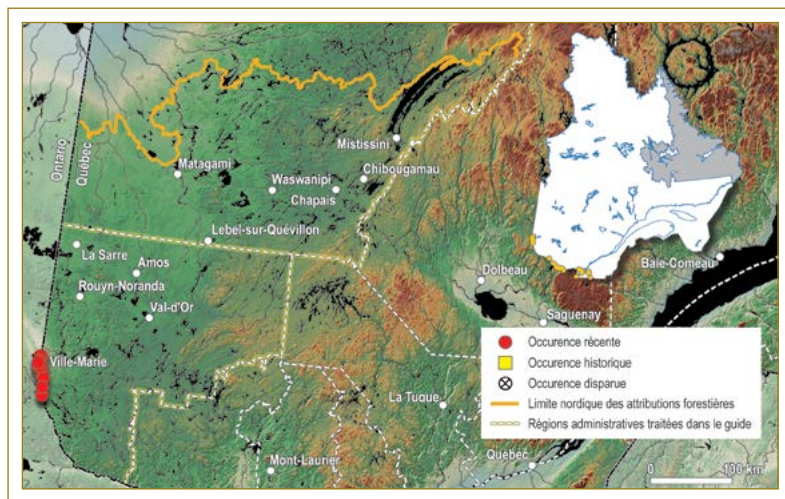 Ontario
Québec
Mistissini
Matagami
Chibougamau
Waswanipi
Chapais
Lebel-sur-Quévillon
La Sarre
Amos
Rouyn-Noranda
Val-d'Or
Ville-Marie
Dolbeau
Baie-Comeau
Saguenay
La Tuque
Mont-Laurier
Québec
Occurence récente
Occurence historique
Occurence disparue
Limite nordique des attributions forestières
Régions administratives traitées dans le guide
0 100 km